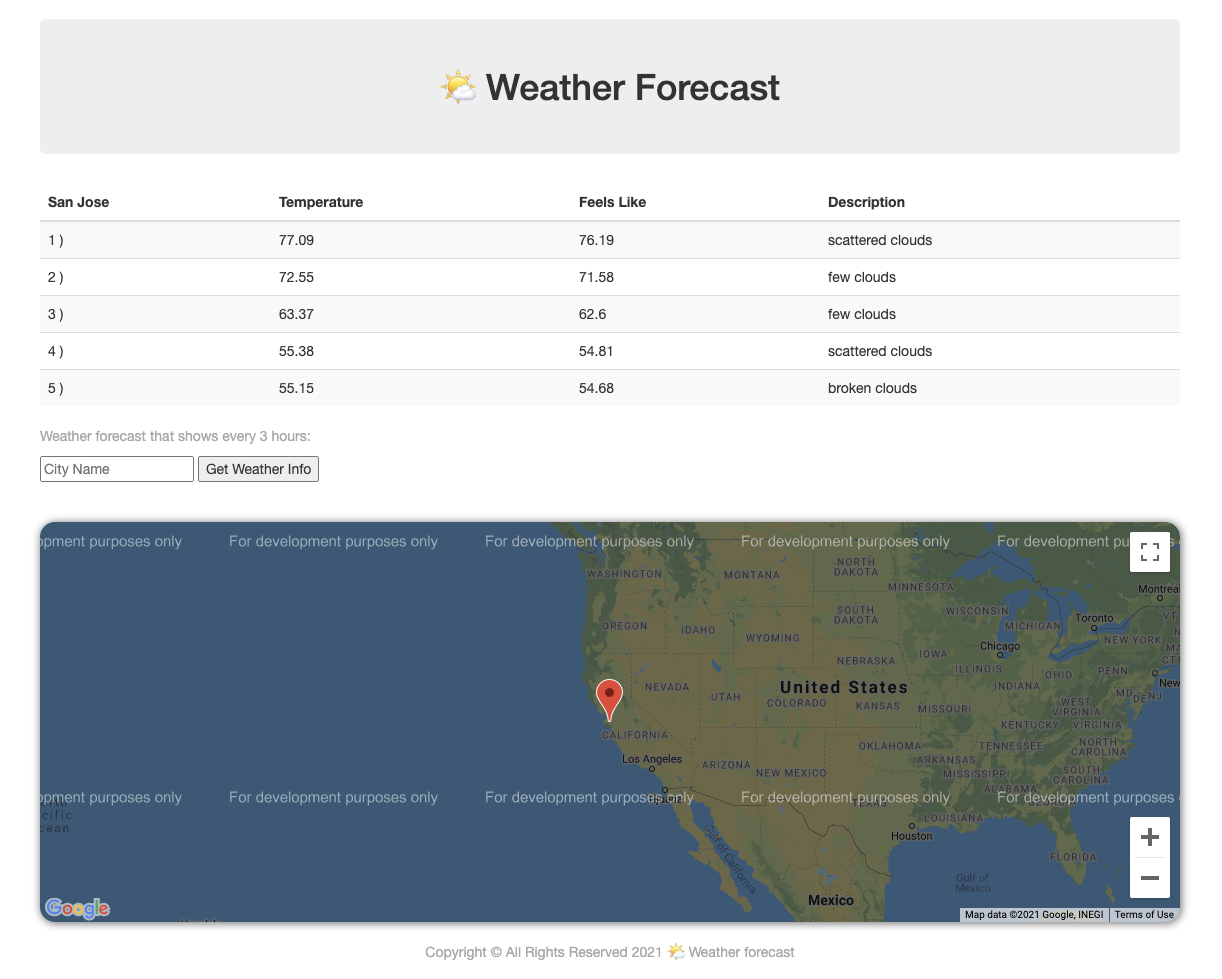 🌤️ Weather Forecast
San Jose Temperature Feels Like Description
1 ) 77.09 76.19 scattered clouds
2 ) 72.55 71.58 few clouds
3 ) 63.37 62.6 few clouds
4 ) 55.38 54.81 scattered clouds
5 ) 55.15 54.68 broken clouds
Weather forecast that shows every 3 hours:
City Name Get Weather Info
opment purposes only For development purposes only For development purposes only For development purposes only For development pu
WASHINGTON MONTANA NORTH
DAKOTA
MINNESOTA
Montreal
SOUTH
DAKOTA
WISCONSIN
MICHIGAN
Toronto
OREGON IDAHO WYOMING
NEW YORK
VT
Chicago
IOWA
NEBRASKA
ILLINOIS
INDIANA
OHIO
PENN
MA
CT
NEVADA
UTAH
United States
COLORADO
KANSAS
MISSOURI
WEST
VIRGINIA
MD
DE
NJ
New
KENTUCKY
VIRGINIA
CALIFORNIA
Los Angeles
ARIZONA
NEW MEXICO
OKLAHOMA
ARKANSAS
TENNESSEE
NORTH
CAROLINA
MISSISSIPPI
SOUTH
CAROLINA
ALABAMA
opment purposes only For development purposes only For development purposes only For development purposes only For development purposes
TEXAS
cific
cean
LOUISIANA
Houston
Gulf of California
FLORIDA
Gulf of
Mexico
Mexico
Google
Map data ©2021 Google, INEGI Terms of Use
Copyright © All Rights Reserved 2021 🌤️ Weather forecast